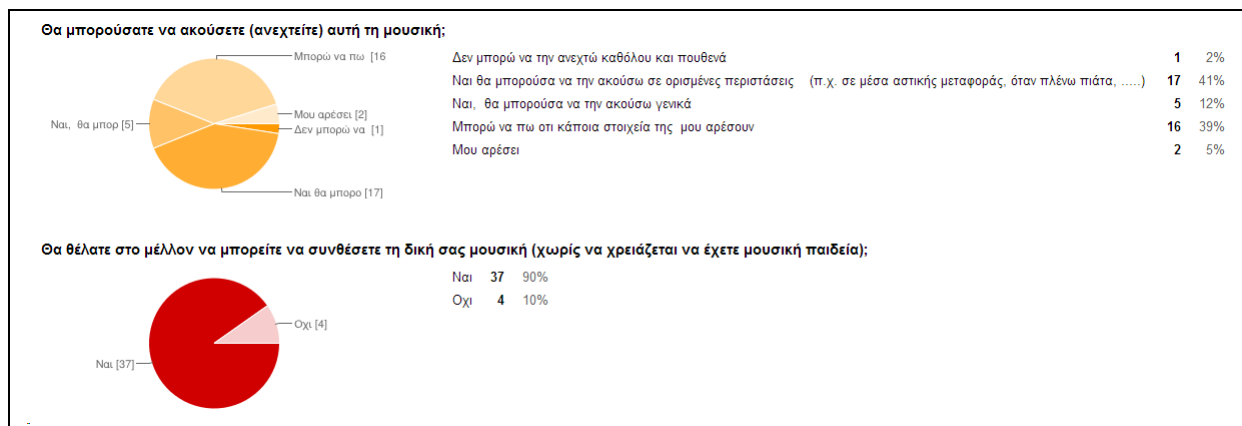 Θα μπορούσατε να ακούσετε (ανεχτείτε) αυτή τη μουσική;
Μπορώ να πω [16
Μου αρέσει [2]
Δεν μπορώ να [1]
Ναι, θα μπορ [5]
Ναι θα μπορο [17]
Δεν μπορώ να την ανεχτώ καθόλου και πουθενά 1 2%
Ναι θα μπορούσα να την ακούσω σε ορισμένες περιστάσεις (π.χ. σε μέσα αστικής μεταφοράς, όταν πλένω πιάτα, .....) 17 41%
Ναι, θα μπορούσα να την ακούσω γενικά 5 12%
Μπορώ να πω οτι κάποια στοιχεία της μου αρέσουν 16 39%
Μου αρέσει 2 5%
Θα θέλατε στο μέλλον να μπορείτε να συνθέσετε τη δική σας μουσική (χωρίς να χρειάζεται να έχετε μουσική παιδεία);
Οχι [4]
Ναι [37]
Ναι 37 90%
Οχι 4 10%